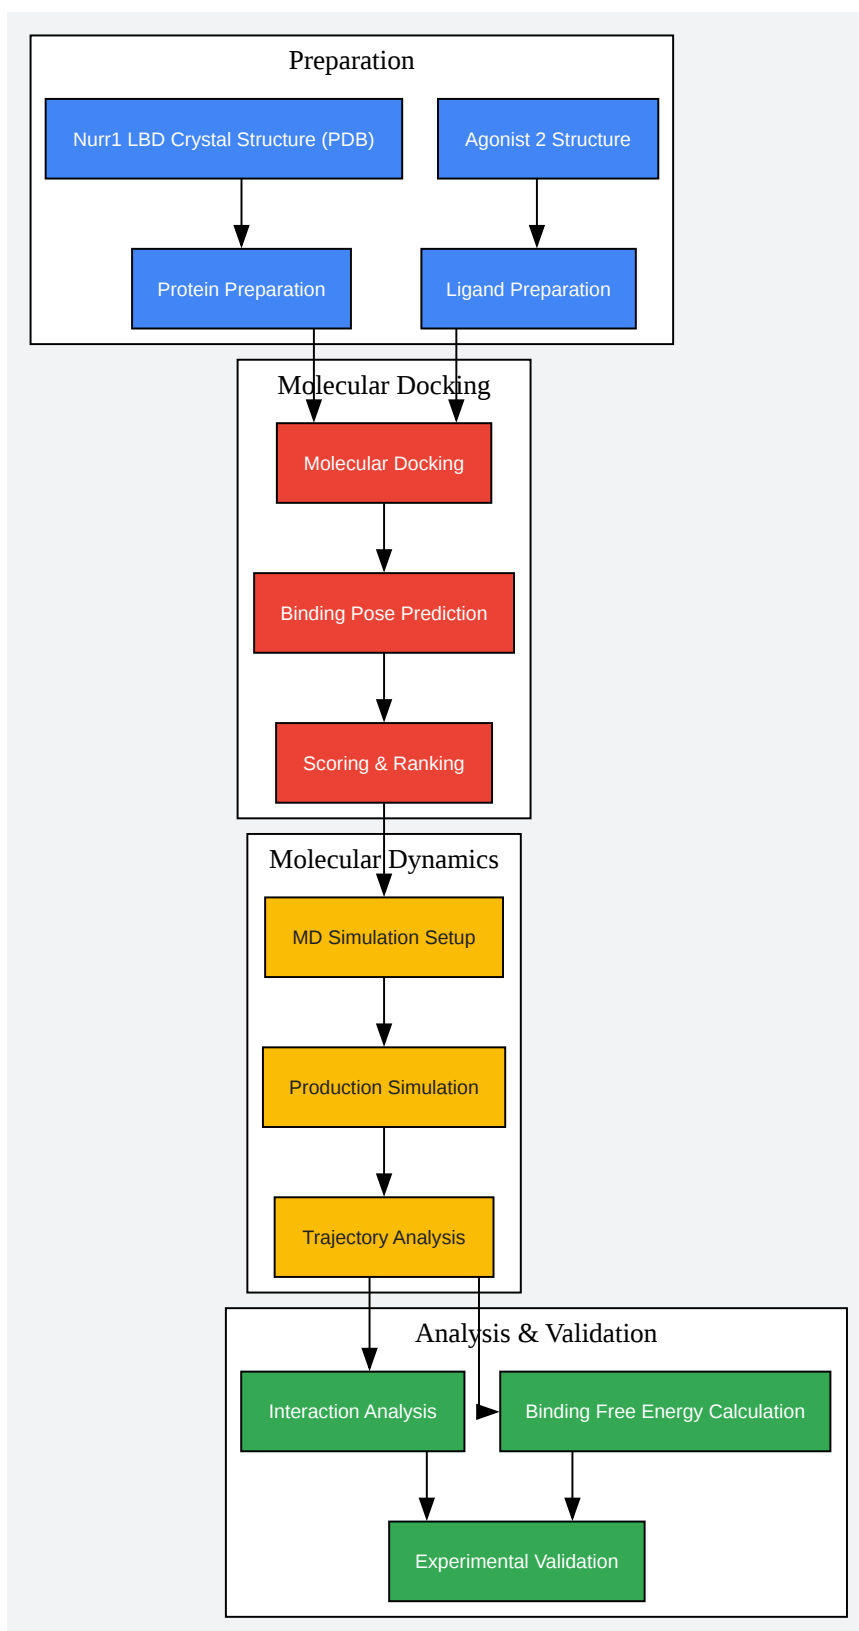 Preparation
Nurr1 LBD Crystal Structure (PDB)
Agonist 2 Structure
Protein Preparation
Ligand Preparation
Molecular Docking
Molecular Docking
Binding Pose Prediction
Scoring & Ranking
Molecular Dynamics
MD Simulation Setup
Production Simulation
Trajectory Analysis
Analysis & Validation
Interaction Analysis
Binding Free Energy Calculation
Experimental Validation